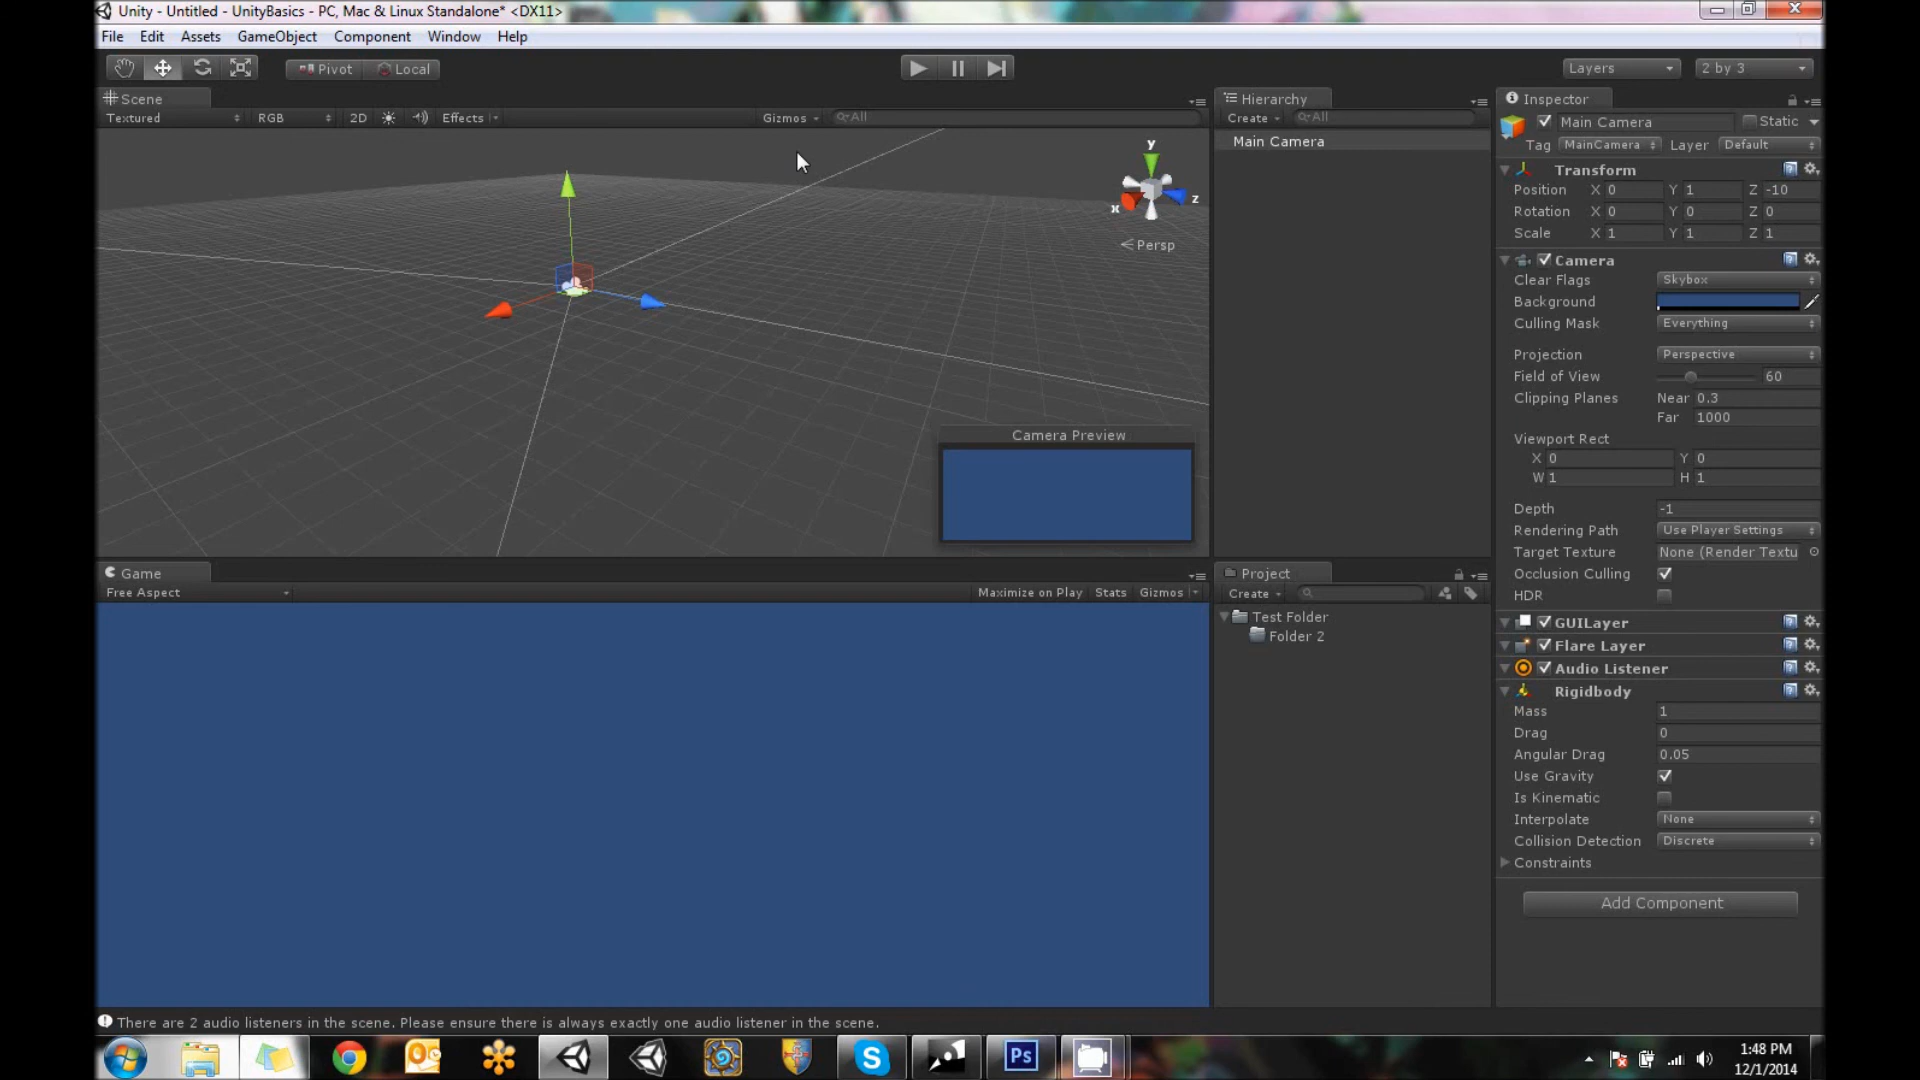 Unity - Untitled - UnityBasics - PC, Mac & Linux Standalone* <DX11>
File Edit Assets GameObject Component Window Help
Pivot Local Layers 2 by 3
Scene
Textured RGB 2D Effects Gizmos All
y
x
z
Persp
Camera Preview
Game
Free Aspect Maximize on Play Stats Gizmos
Hierarchy
Create All
Main Camera
Project
Create
Test Folder
Folder 2
Inspector
Main Camera Static
Tag MainCamera Layer Default
Transform
Position X 0 Y 1 Z -10
Rotation X 0 Y 0 Z 0
Scale X 1 Y 1 Z 1
Camera
Clear Flags Skybox
Background
Culling Mask Everything
Projection Perspective
Field of View 60
Clipping Planes Near 0.3
Far 1000
Viewport Rect
X 0 Y 0
W 1 H 1
Depth -1
Rendering Path Use Player Settings
Target Texture None (Render Textu
Occlusion Culling
HDR
GUILayer
Flare Layer
Audio Listener
Rigidbody
Mass 1
Drag 0
Angular Drag 0.05
Use Gravity
Is Kinematic
Interpolate None
Collision Detection Discrete
Constraints
Add Component
There are 2 audio listeners in the scene. Please ensure there is always exactly one audio listener in the scene.
Ps
1:48 PM
12/1/2014